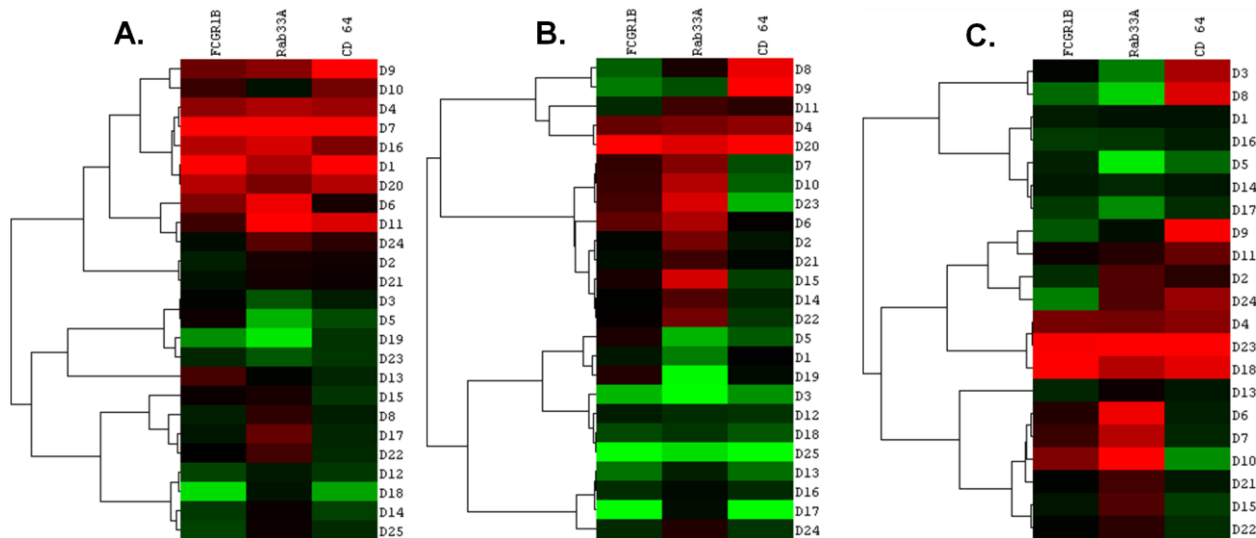 A.
FCGR1B
Rab33A
CD 64
D9
D10
D4
D7
D16
D1
D20
D6
D11
D24
D2
D21
D3
D5
D19
D23
D13
D15
D8
D17
D22
D12
D18
D14
D25
B.
FCGR1B
Rab33A
CD 64
D8
D9
D11
D4
D20
D7
D10
D23
D6
D2
D21
D15
D14
D22
D5
D1
D19
D3
D12
D18
D25
D13
D16
D17
D24
C.
FCGR1B
Rab33A
CD 64
D3
D8
D1
D16
D5
D14
D17
D9
D11
D2
D24
D4
D23
D18
D13
D6
D7
D10
D21
D15
D22